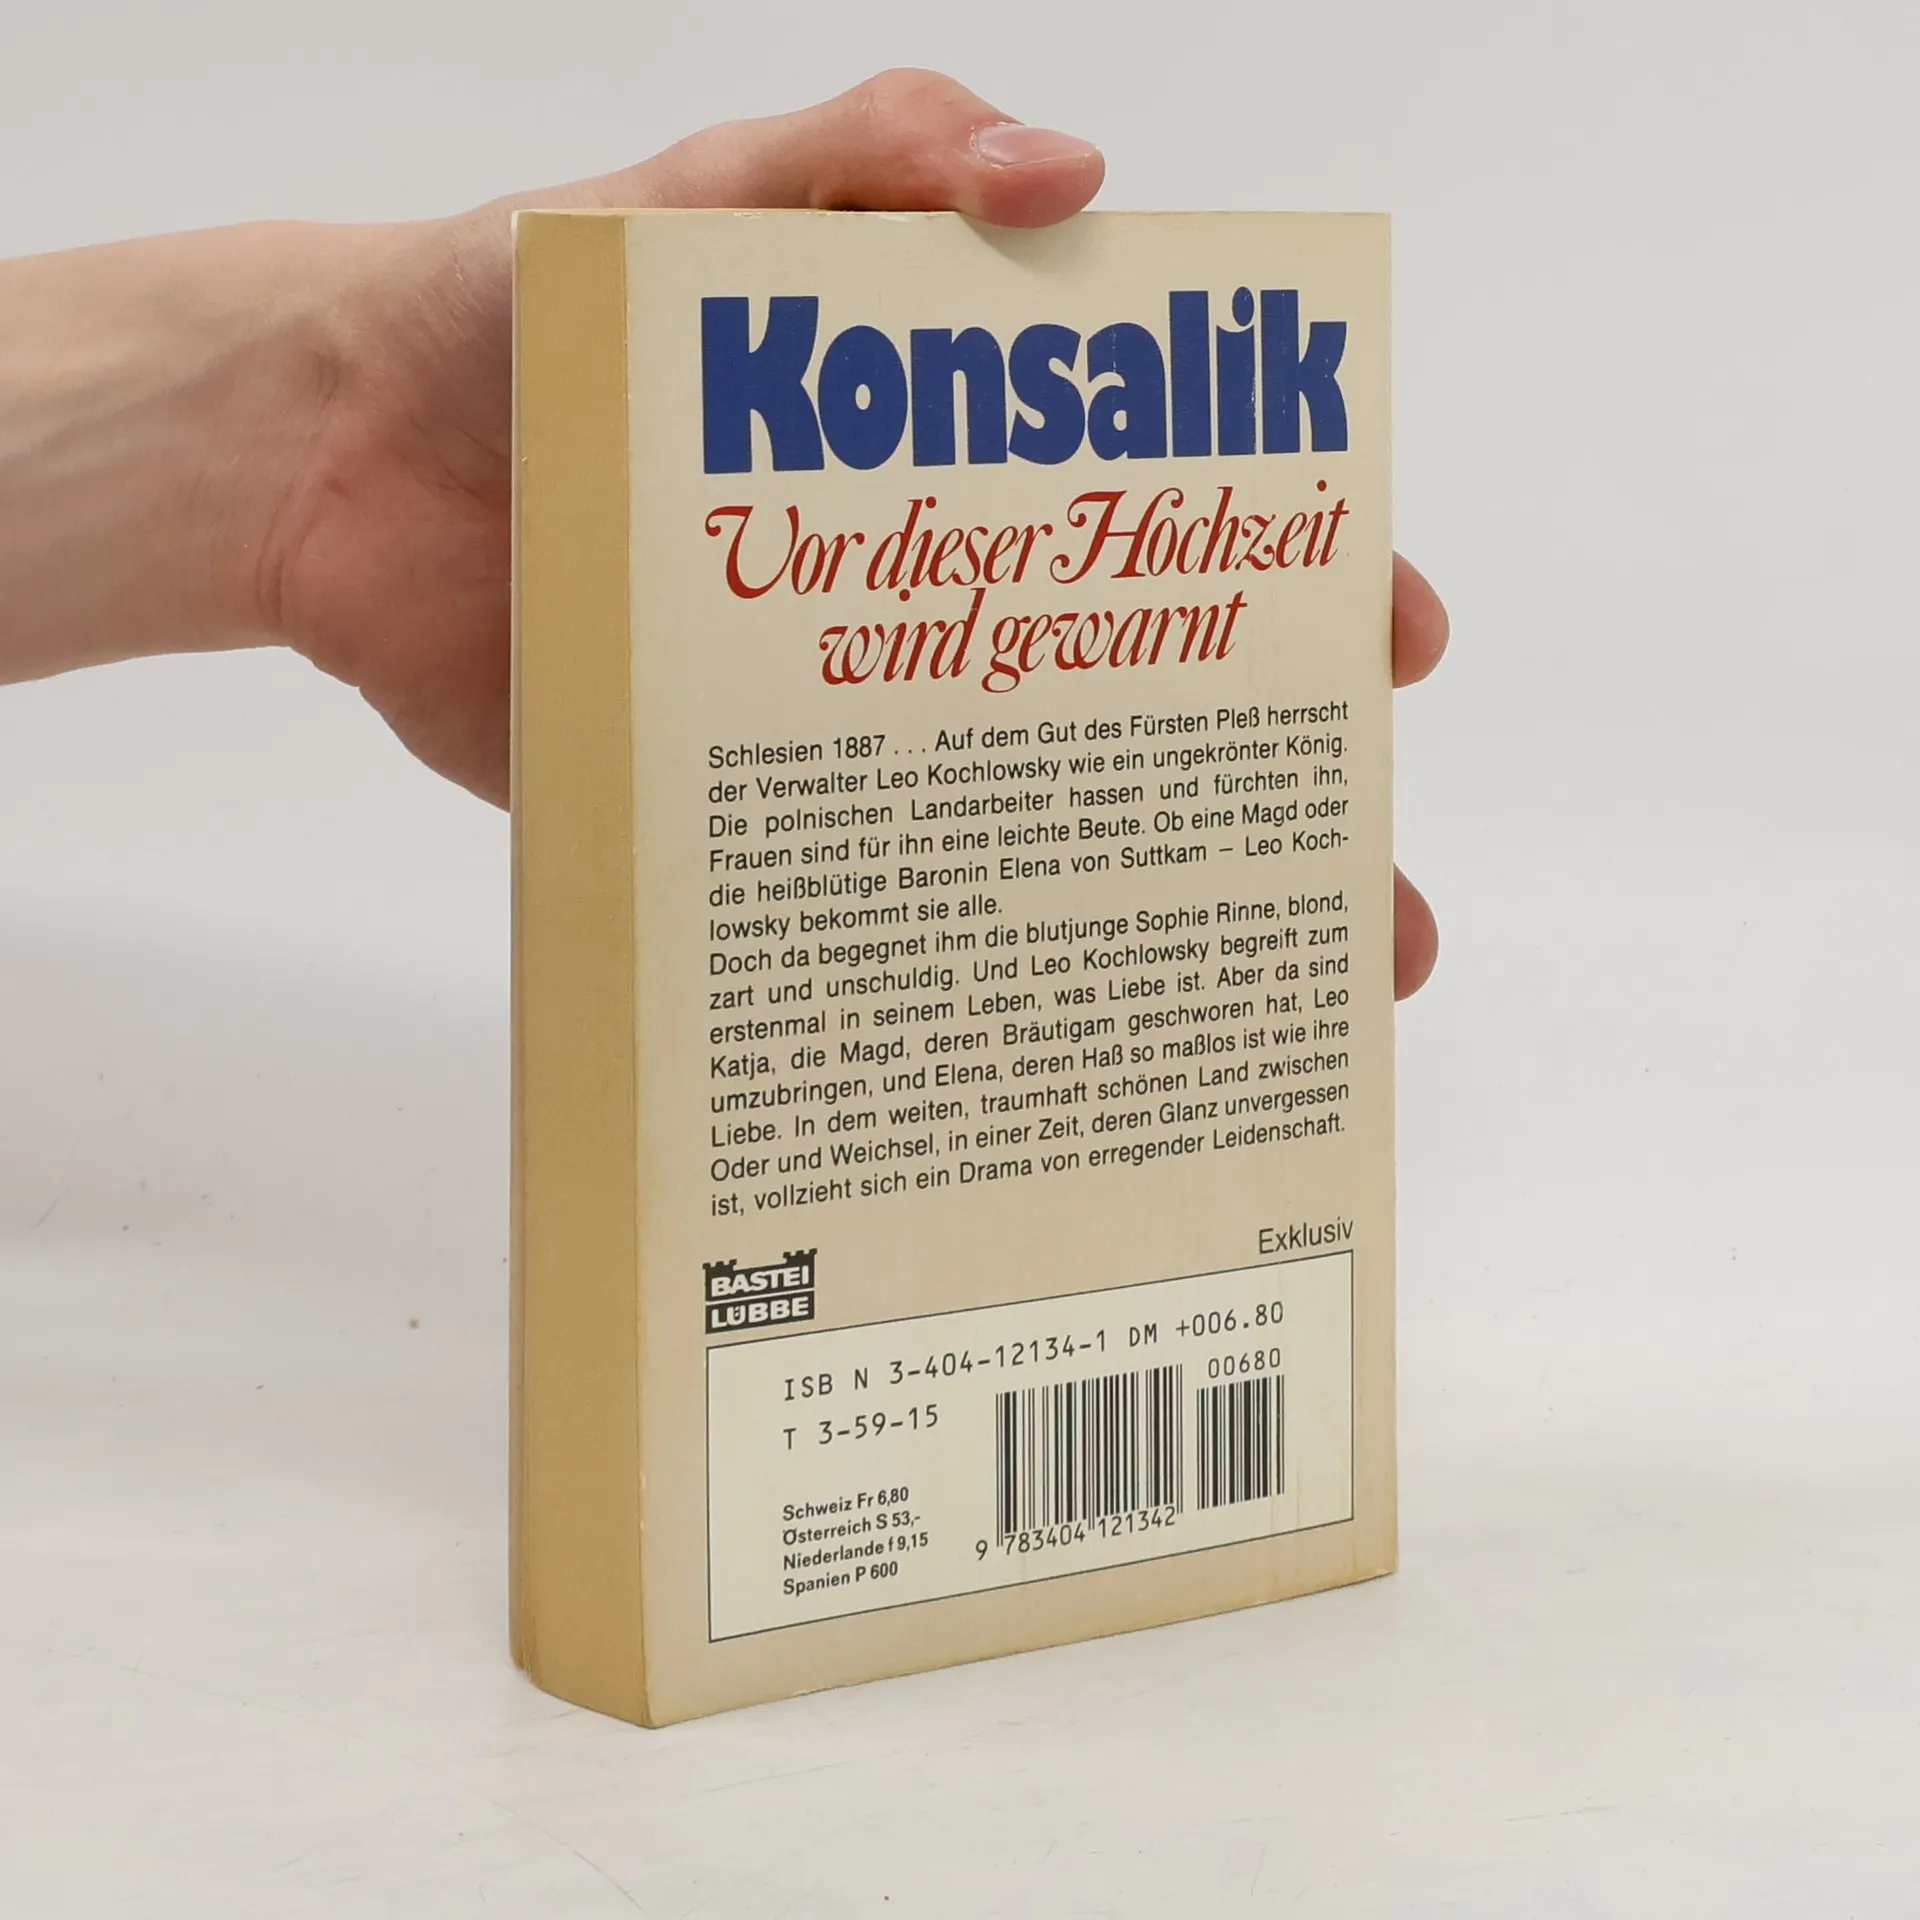 Konsalik
Vor dieser Hochzeit
wird gewarnt
Schlesien 1887 . . . Auf dem Gut des Fürsten Pleß herrscht
der Verwalter Leo Kochlowsky wie ein ungekrönter König.
Die polnischen Landarbeiter hassen und fürchten ihn,
Frauen sind für ihn eine leichte Beute. Ob eine Magd oder
die heißblütige Baronin Elena von Suttkam – Leo Koch-
lowsky bekommt sie alle.
Doch da begegnet ihm die blutjunge Sophie Rinne, blond,
zart und unschuldig. Und Leo Kochlowsky begreift zum
erstenmal in seinem Leben, was Liebe ist. Aber da sind
Katja, die Magd, deren Bräutigam geschworen hat, Leo
umzubringen, und Elena, deren Haß so maßlos ist wie ihre
Liebe. In dem weiten, traumhaft schönen Land zwischen
Oder und Weichsel, in einer Zeit, deren Glanz unvergessen
ist, vollzieht sich ein Drama von erregender Leidenschaft.
Exklusiv
BASTEI
LÜBBE
ISB N 3-404-12134-1 DM +006.80
T 3-59-15
00680
Schweiz Fr 6,80
Österreich S 53,-
Niederlande f 9,15
Spanien P 600
9 783404 121342